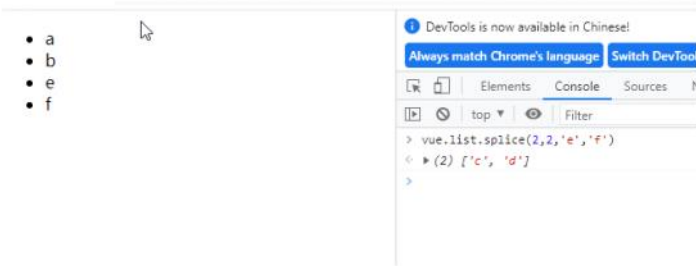 a
b
e
f
DevTools is now available in Chinese!
Always match Chrome's language Switch DevTool
Elements Console Sources
top Filter
vue.list.splice(2,2,'e','f')
(2) ['c', 'd']